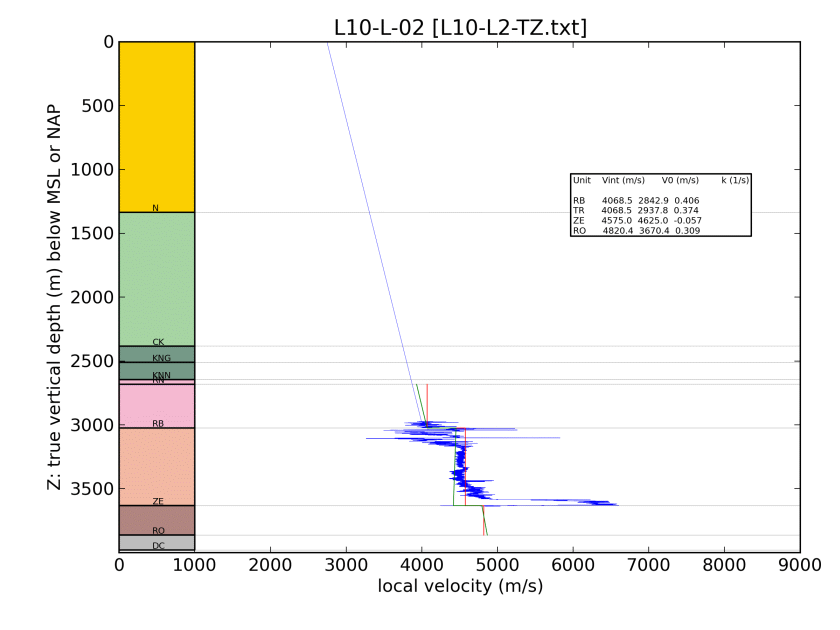 L10-L-02 [L10-L2-TZ.txt]
0
500
1000
1500
2000
2500
3000
3500
Z: true vertical depth (m) below MSL or NAP
N
CK
KNG
KNN
RN
RB
ZE
RO
DC
Unit Vint (m/s) V0 (m/s) k (1/s)
RB 4068.5 2842.9 0.406
TR 4068.5 2937.8 0.374
ZE 4575.0 4625.0 -0.057
RO 4820.4 3670.4 0.309
0 1000 2000 3000 4000 5000 6000 7000 8000 9000
local velocity (m/s)